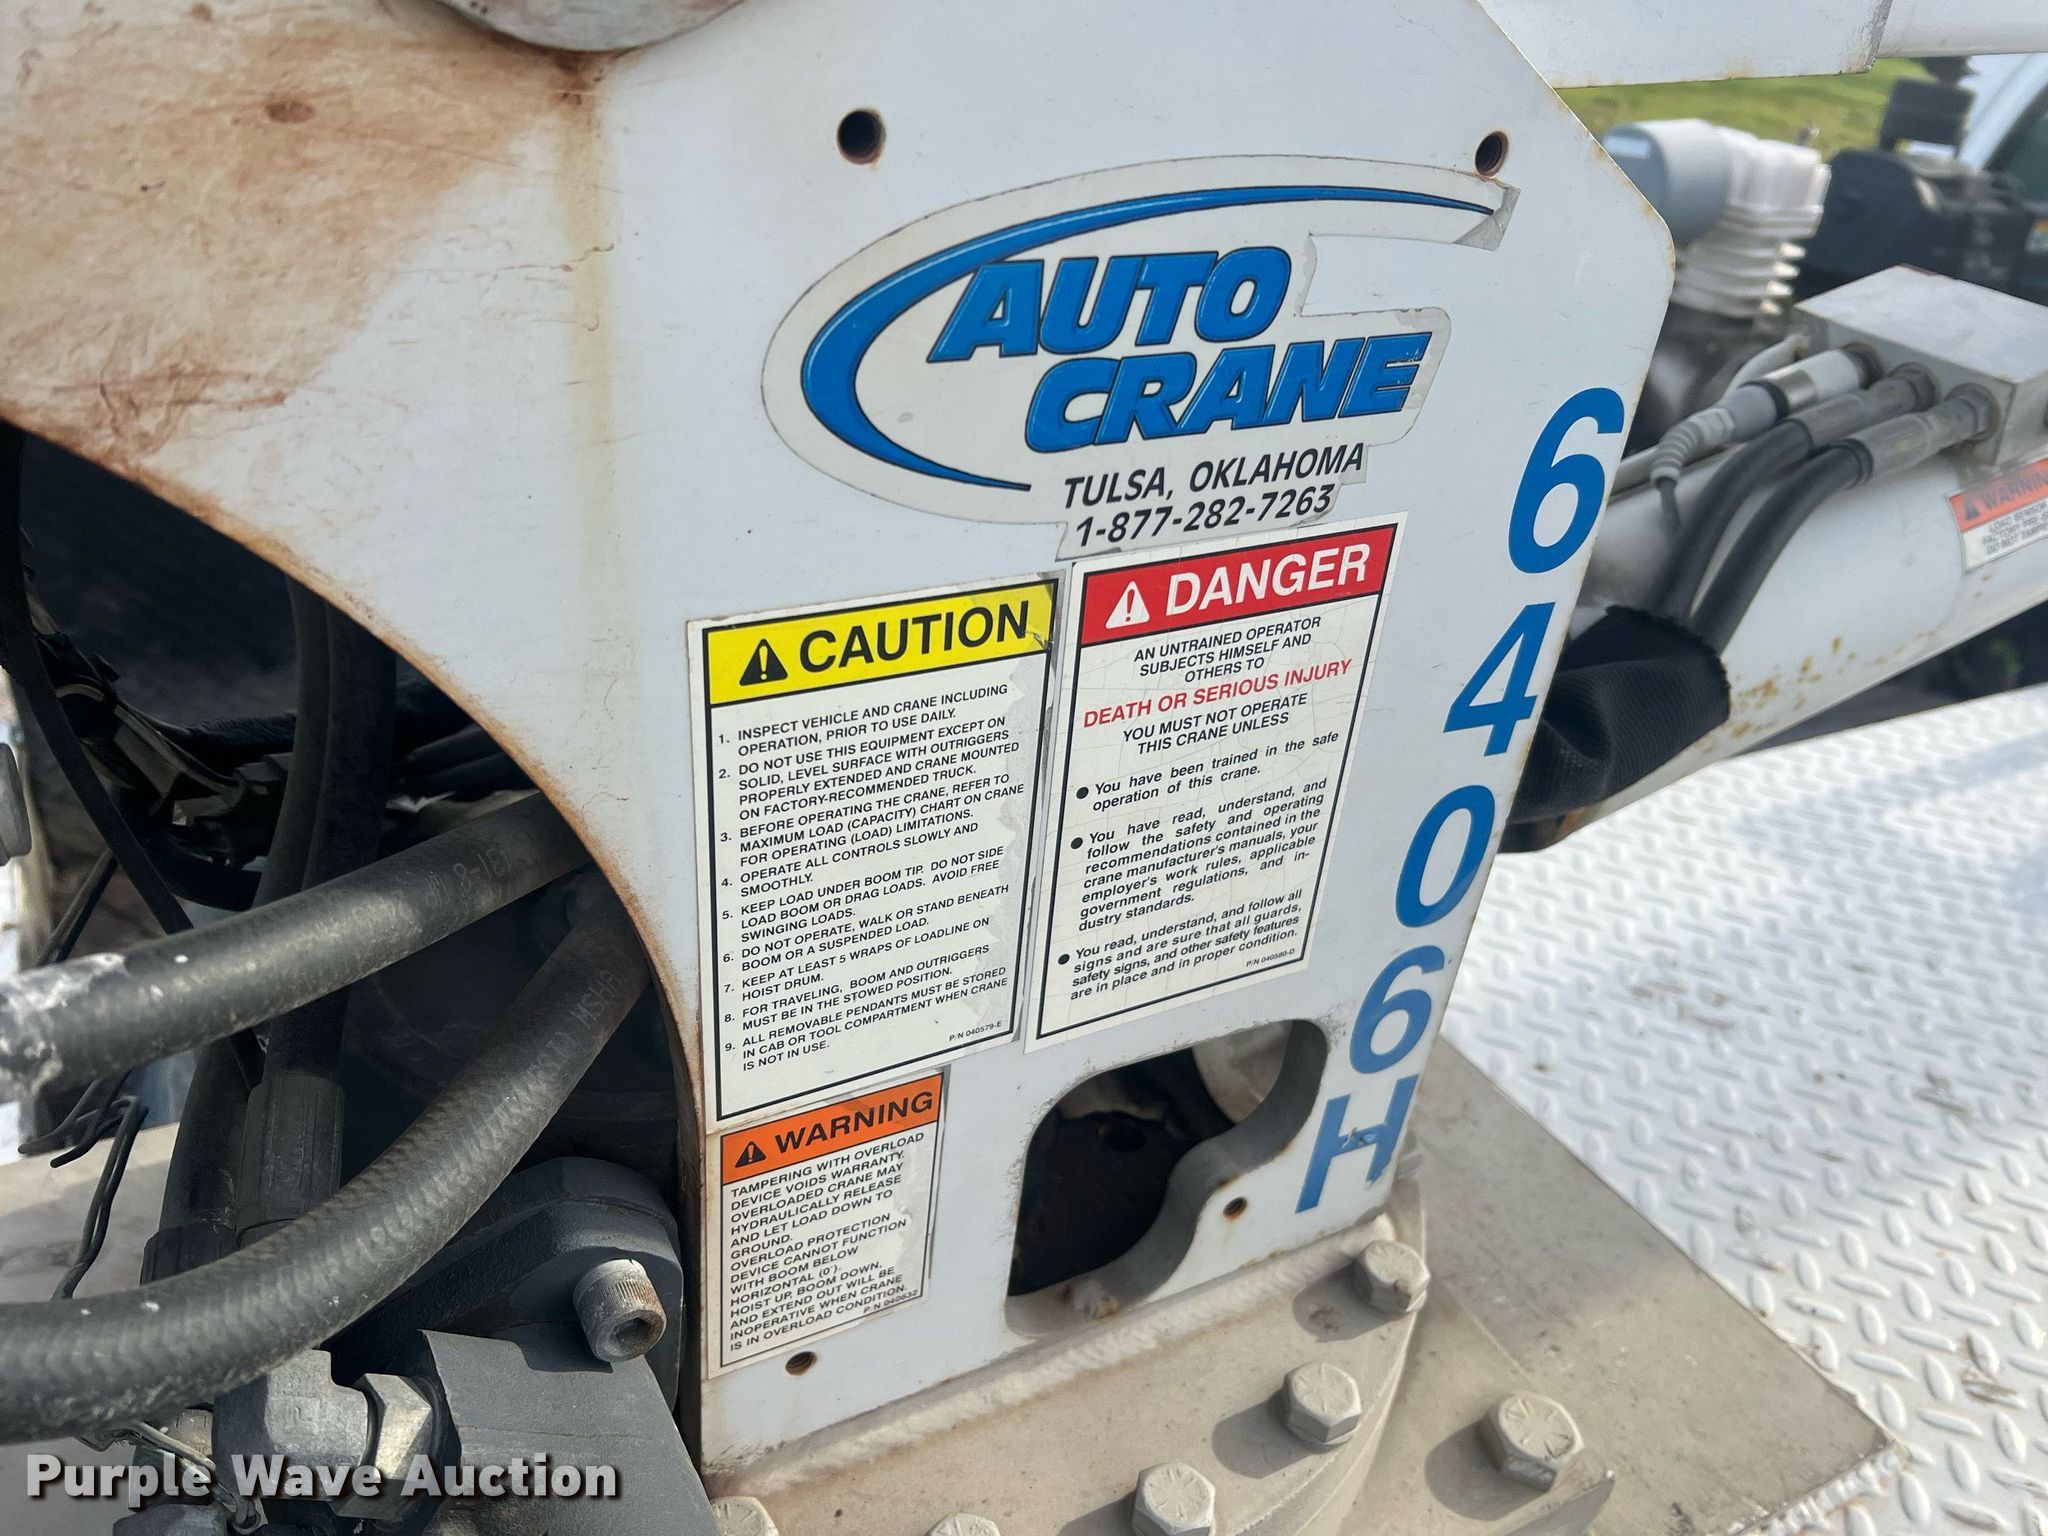 AUTO
CRANE
TULSA, OKLAHOMA
1-877-282-7263
6406H
CAUTION
1. INSPECT VEHICLE AND CRANE INCLUDING
OPERATION, PRIOR TO USE DAILY.
2. DO NOT USE THIS EQUIPMENT EXCEPT ON
SOLID, LEVEL SURFACE WITH OUTRIGGERS
PROPERLY EXTENDED AND CRANE MOUNTED
ON FACTORY-RECOMMENDED TRUCK.
3. BEFORE OPERATING THE CRANE, REFER TO
MAXIMUM LOAD (CAPACITY) CHART ON CRANE
FOR OPERATING (LOAD) LIMITATIONS.
4. OPERATE ALL CONTROLS SLOWLY AND
SMOOTHLY.
5. KEEP LOAD UNDER BOOM TIP. DO NOT SIDE
LOAD BOOM OR DRAG LOADS. AVOID FREE
SWINGING LOADS.
6. DO NOT OPERATE, WALK OR STAND BENEATH
BOOM OR A SUSPENDED LOAD.
7. KEEP AT LEAST 5 WRAPS OF LOADLINE ON
HOIST DRUM.
8. FOR TRAVELING, BOOM AND OUTRIGGERS
MUST BE IN THE STOWED POSITION.
9. ALL REMOVABLE PENDANTS MUST BE STORED
IN CAB OR TOOL COMPARTMENT WHEN CRANE
IS NOT IN USE.
P/N 040579-E
DANGER
AN UNTRAINED OPERATOR
SUBJECTS HIMSELF AND
OTHERS TO
DEATH OR SERIOUS INJURY
YOU MUST NOT OPERATE
THIS CRANE UNLESS
● You have been trained in the safe
operation of this crane.
● You have read, understand, and
follow the safety and operating
recommendations contained in the
crane manufacturer's manuals, your
employer's work rules, applicable
government regulations, and in-
dustry standards.
● You read, understand, and follow all
signs and are sure that all guards,
safety signs, and other safety features
are in place and in proper condition.
P/N 040580-D
WARNING
TAMPERING WITH OVERLOAD
DEVICE VOIDS WARRANTY.
OVERLOADED CRANE MAY
HYDRAULICALLY RELEASE
AND LET LOAD DOWN TO
GROUND.
OVERLOAD PROTECTION
DEVICE CANNOT FUNCTION
WITH BOOM BELOW
HORIZONTAL (0°).
HOIST UP, BOOM DOWN,
AND EXTEND OUT WILL BE
INOPERATIVE WHEN CRANE
IS IN OVERLOAD CONDITION.
P/N 040632
WARNING
LOAD SENSOR
MSHA
Purple Wave Auction